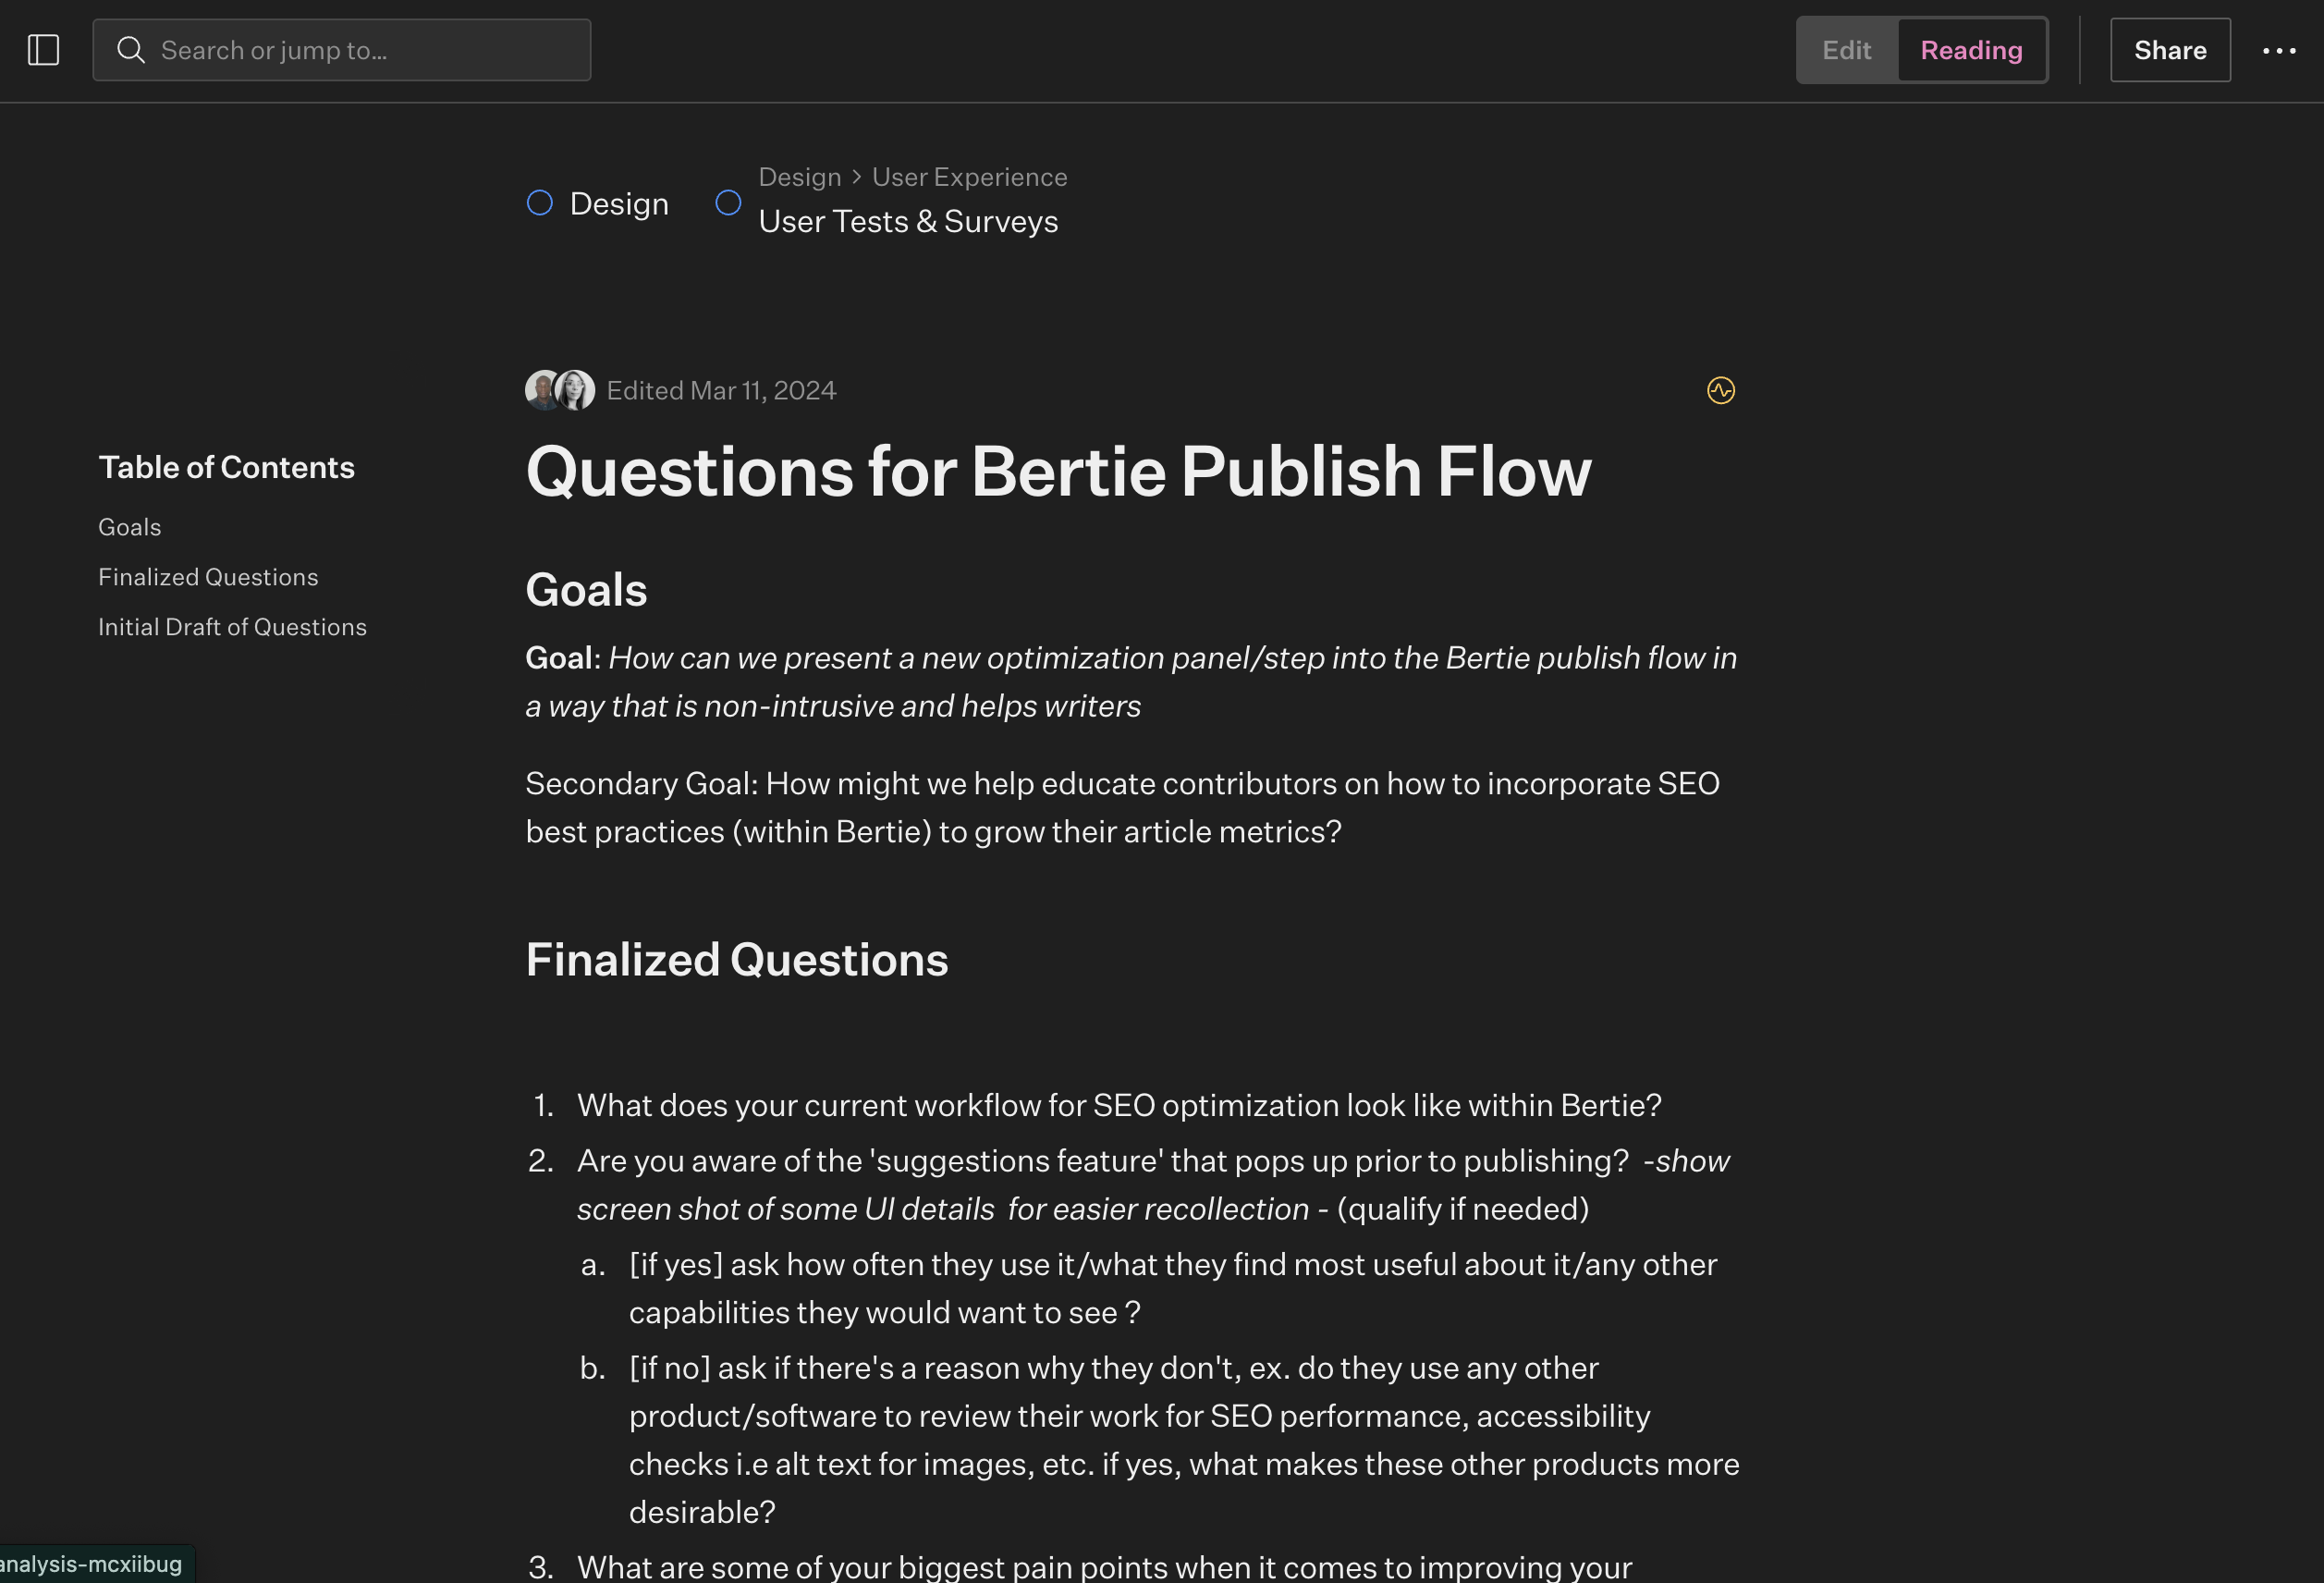 Search or jump to...
Edit
Reading
Share
Design
Design > User Experience
User Tests & Surveys
Edited Mar 11, 2024
Table of Contents
Goals
Finalized Questions
Initial Draft of Questions
Questions for Bertie Publish Flow
Goals
Goal: How can we present a new optimization panel/step into the Bertie publish flow in
a way that is non-intrusive and helps writers
Secondary Goal: How might we help educate contributors on how to incorporate SEO
best practices (within Bertie) to grow their article metrics?
Finalized Questions
1. What does your current workflow for SEO optimization look like within Bertie?
2. Are you aware of the 'suggestions feature' that pops up prior to publishing?  -show
screen shot of some UI details  for easier recollection - (qualify if needed)
a. [if yes] ask how often they use it/what they find most useful about it/any other
capabilities they would want to see ?
b. [if no] ask if there's a reason why they don't, ex. do they use any other
product/software to review their work for SEO performance, accessibility
checks i.e alt text for images, etc. if yes, what makes these other products more
desirable?
3. What are some of your biggest pain points when it comes to improving your
analysis-mcxiibug